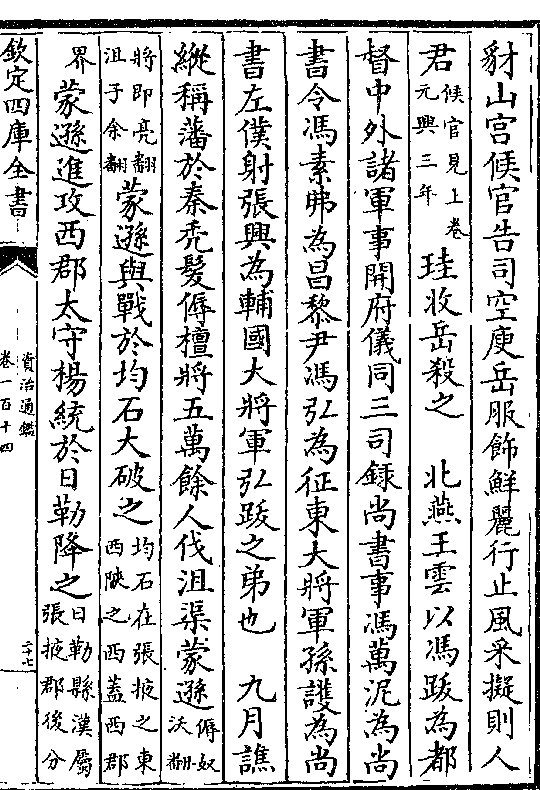 豺山宫候官告司空庾岳服飾鮮麗行止風采擬則人
君候官見上卷元興三年珪收岳殺之　北燕王雲以馮跋為都
督中外諸軍事開府儀同三司錄尚書事馮萬泥為尚
書令馮素弗為昌黎尹馮弘為征東大將軍孫護為尚
書左僕射張興為輔國大將軍弘跋之弟也　九月譙
縱稱藩於秦禿髮傉檀將五萬餘人伐沮渠蒙遜傉奴沃翻
將即亮翻沮子余翻蒙遜與戰於均石大破之均石在張掖之東西陝之西蓋西郡
界蒙遜進攻西郡太守楊統於日勒降之日勒縣漢屬張掖郡後分
欽定四庫全書
資治通鑑
卷一百十四
二十七